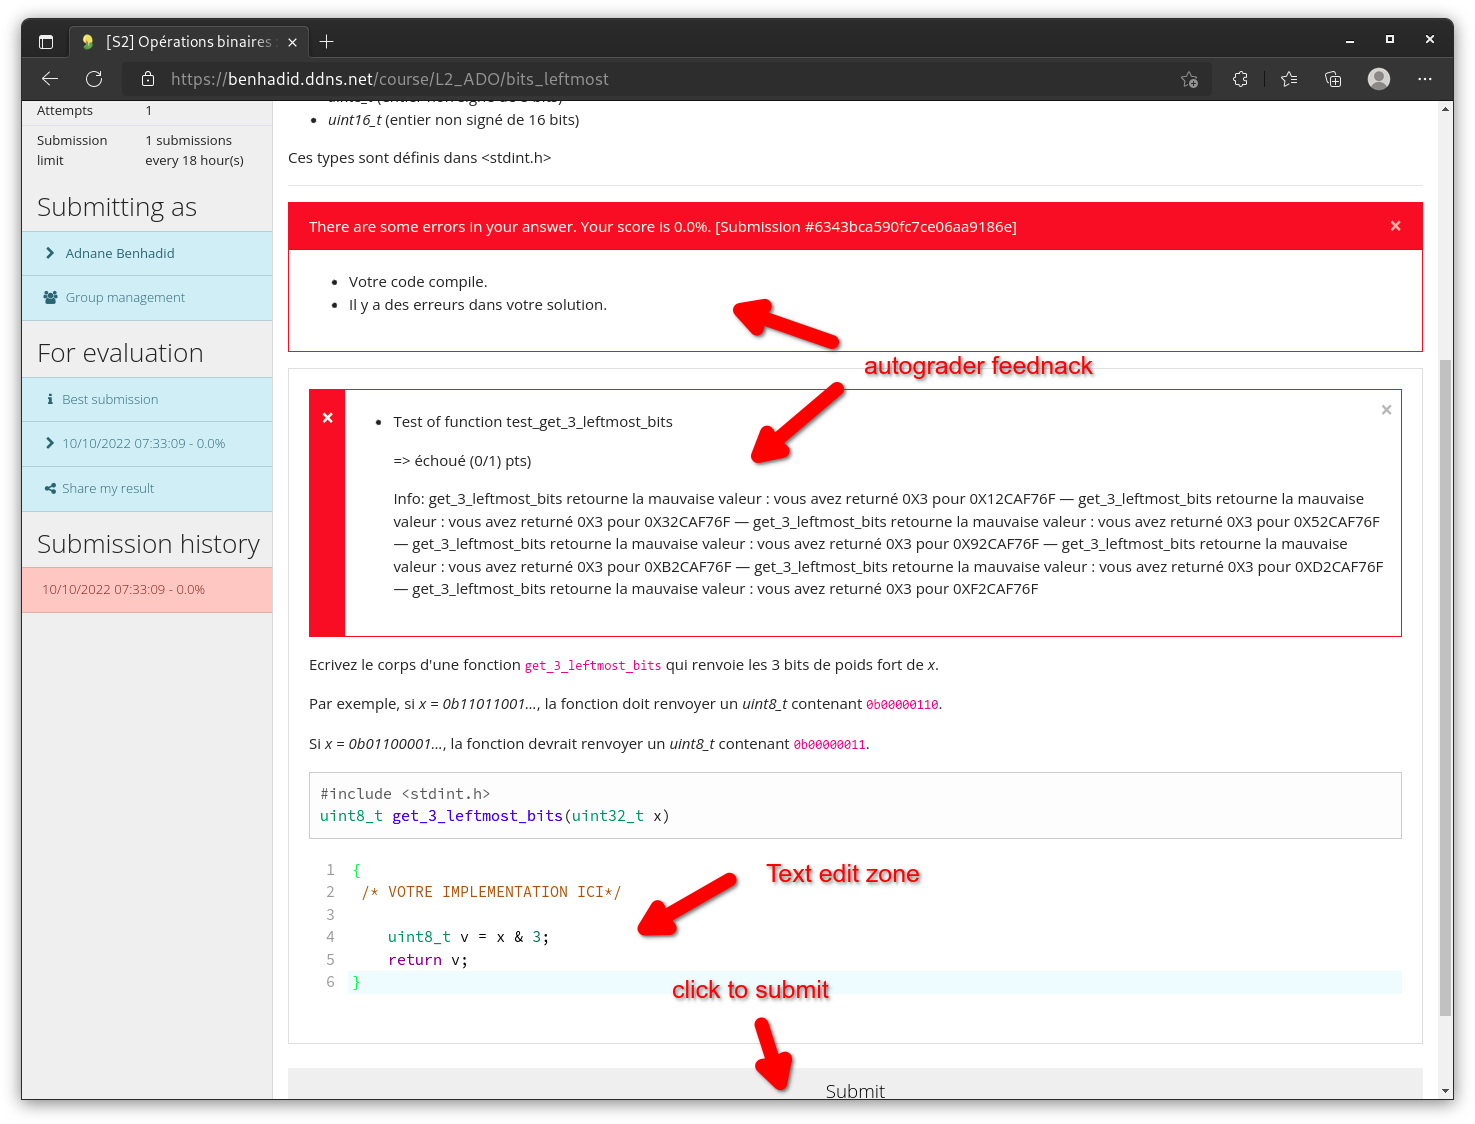 [S2] Opérations binaires
https://benhadid.ddns.net/course/L2_ADO/bits_leftmost
Attempts 1
Submission limit 1 submissions every 18 hour(s)
Submitting as
Adnane Benhadid
Group management
For evaluation
Best submission
10/10/2022 07:33:09 - 0.0%
Share my result
Submission history
10/10/2022 07:33:09 - 0.0%
uint16_t (entier non signé de 16 bits)
Ces types sont définis dans <stdint.h>
There are some errors in your answer. Your score is 0.0%. [Submission #6343bca590fc7ce06aa9186e]
Votre code compile.
Il y a des erreurs dans votre solution.
autograder feednack
Test of function test_get_3_leftmost_bits
=> échoué (0/1) pts)
Info: get_3_leftmost_bits retourne la mauvaise valeur : vous avez returné 0X3 pour 0X12CAF76F — get_3_leftmost_bits retourne la mauvaise
valeur : vous avez returné 0X3 pour 0X32CAF76F — get_3_leftmost_bits retourne la mauvaise valeur : vous avez returné 0X3 pour 0X52CAF76F
— get_3_leftmost_bits retourne la mauvaise valeur : vous avez returné 0X3 pour 0X92CAF76F — get_3_leftmost_bits retourne la mauvaise
valeur : vous avez returné 0X3 pour 0XB2CAF76F — get_3_leftmost_bits retourne la mauvaise valeur : vous avez returné 0X3 pour 0XD2CAF76F
— get_3_leftmost_bits retourne la mauvaise valeur : vous avez returné 0X3 pour 0XF2CAF76F
Ecrivez le corps d'une fonction get_3_leftmost_bits qui renvoie les 3 bits de poids fort de x.
Par exemple, si x = 0b11011001..., la fonction doit renvoyer un uint8_t contenant 0b00000110.
Si x = 0b01100001..., la fonction devrait renvoyer un uint8_t contenant 0b00000011.
#include <stdint.h>
uint8_t get_3_leftmost_bits(uint32_t x)
1 {
2 /* VOTRE IMPLEMENTATION ICI*/
3
4 uint8_t v = x & 3;
5 return v;
6 }
Text edit zone
click to submit
Submit